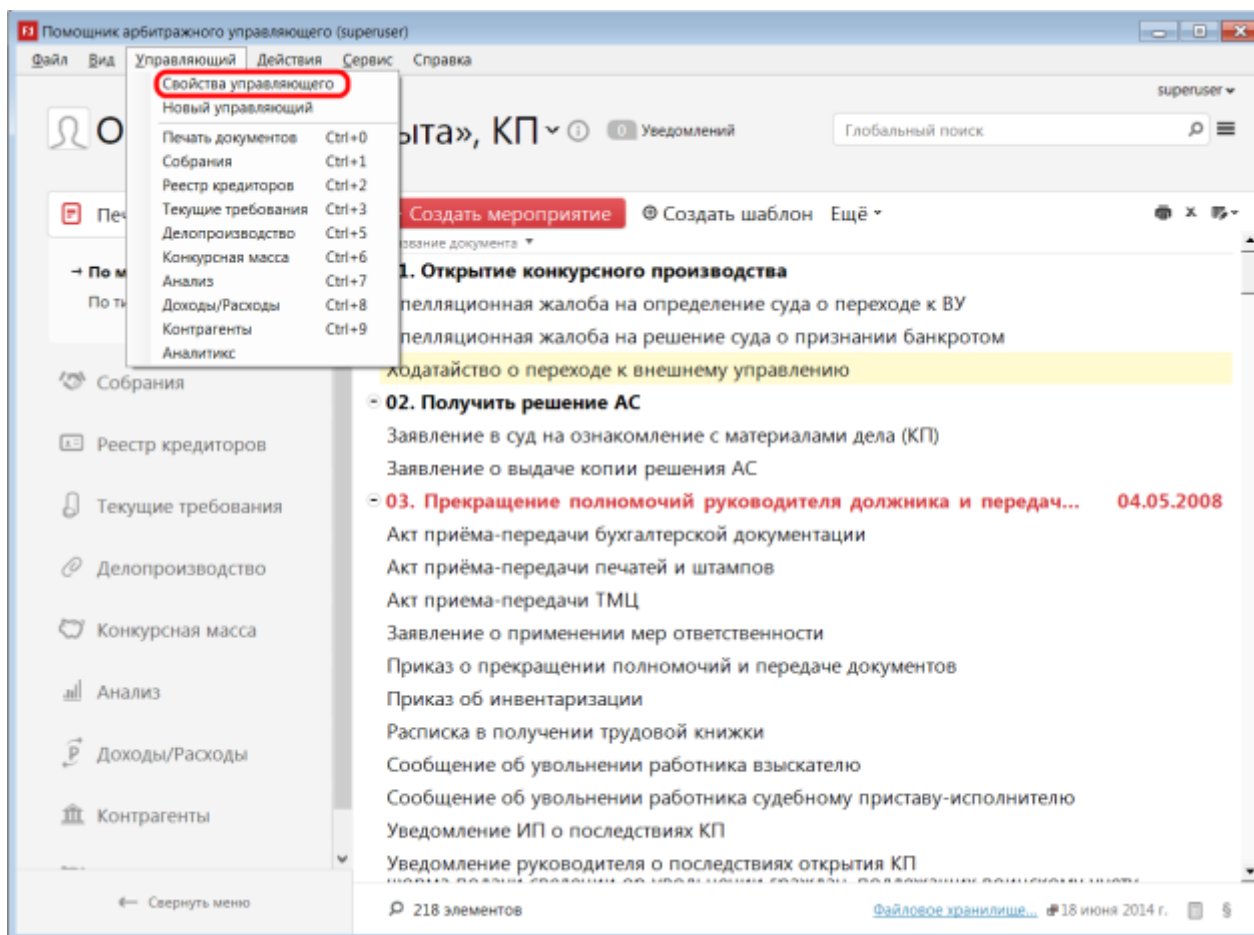 Помощник арбитражного управляющего (superuser)
Файл Вид Управляющий Действия Сервис Справка
Свойства управляющего
Новый управляющий
Печать документов Ctrl+0
Собрания Ctrl+1
Реестр кредиторов Ctrl+2
Текущие требования Ctrl+3
Делопроизводство Ctrl+5
Конкурсная масса Ctrl+6
Анализ Ctrl+7
Доходы/Расходы Ctrl+8
Контрагенты Ctrl+9
Аналитикс
superuser
О ыта», КП 0 Уведомлений
Глобальный поиск
Печ
→ По м
По ти
Собрания
Реестр кредиторов
Текущие требования
Делопроизводство
Конкурсная масса
Анализ
Доходы/Расходы
Контрагенты
← Свернуть меню
Создать мероприятие Создать шаблон Ещё
звание документа
1. Открытие конкурсного производства
пелляционная жалоба на определение суда о переходе к ВУ
пелляционная жалоба на решение суда о признании банкротом
Ходатайство о переходе к внешнему управлению
02. Получить решение АС
Заявление в суд на ознакомление с материалами дела (КП)
Заявление о выдаче копии решения АС
03. Прекращение полномочий руководителя должника и передач... 04.05.2008
Акт приёма-передачи бухгалтерской документации
Акт приёма-передачи печатей и штампов
Акт приема-передачи ТМЦ
Заявление о применении мер ответственности
Приказ о прекращении полномочий и передаче документов
Приказ об инвентаризации
Расписка в получении трудовой книжки
Сообщение об увольнении работника взыскателю
Сообщение об увольнении работника судебному приставу-исполнителю
Уведомление ИП о последствиях КП
Уведомление руководителя о последствиях открытия КП
218 элементов
Файловое хранилище... 18 июня 2014 г. §